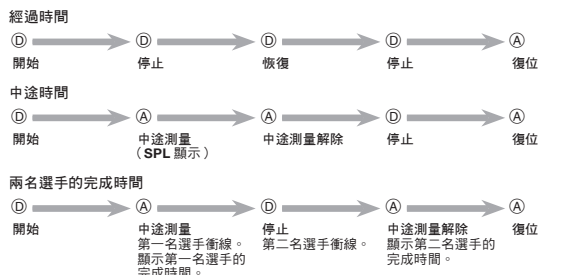 經過時間
Ⓓ Ⓓ Ⓓ Ⓓ Ⓐ
開始 停止 恢復 停止 復位
中途時間
Ⓓ Ⓐ Ⓐ Ⓓ Ⓐ
開始 中途測量 中途測量解除 停止 復位
（SPL 顯示）
兩名選手的完成時間
Ⓓ Ⓐ Ⓓ Ⓐ Ⓐ
開始 中途測量 停止 中途測量解除 復位
第一名選手衝線。 第二名選手衝線。 顯示第二名選手的
顯示第一名選手的 完成時間。
完成時間。